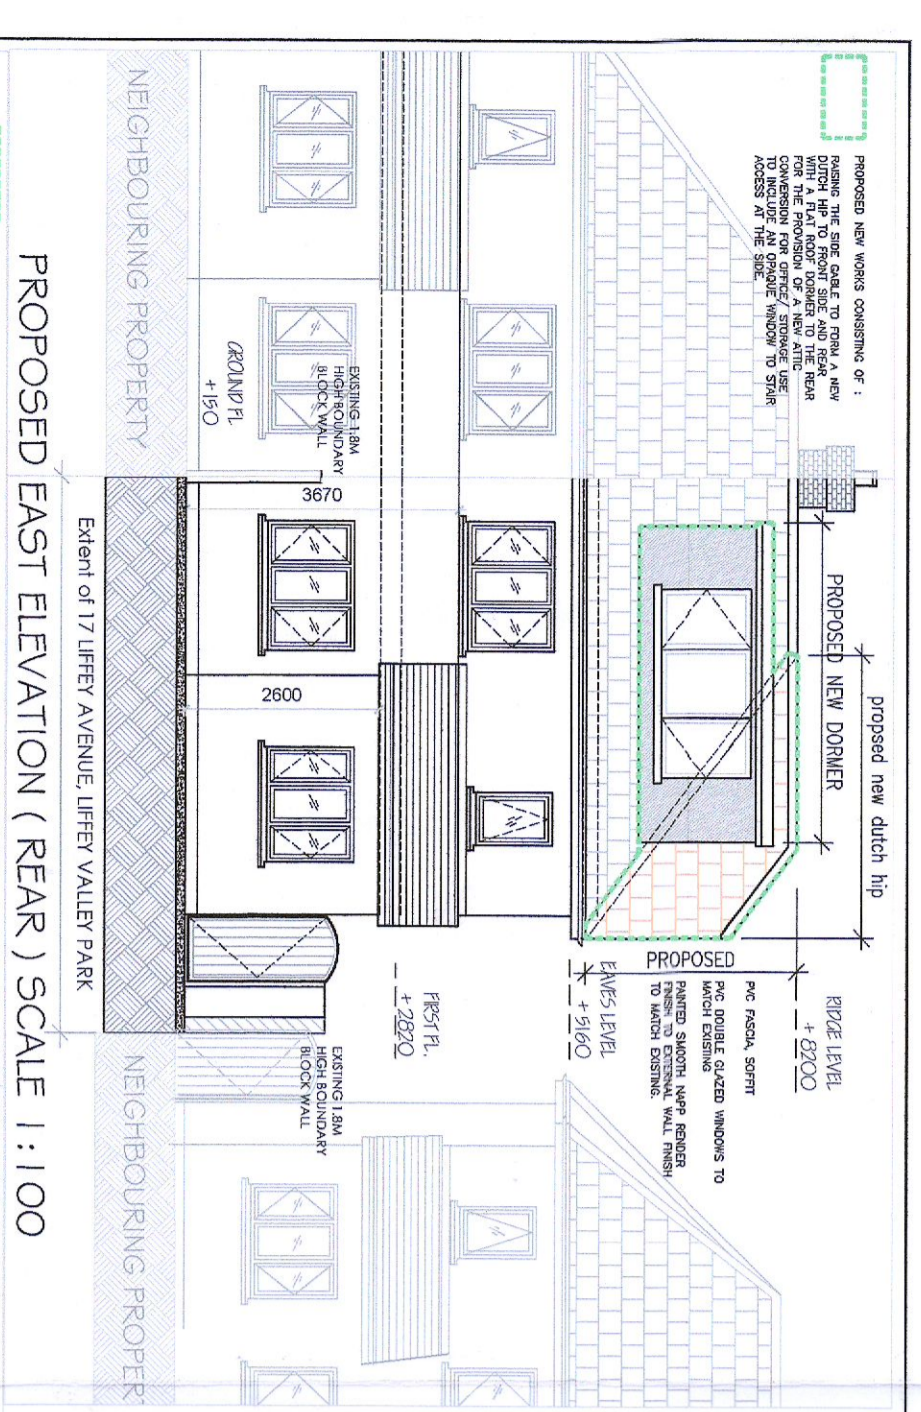 PROPOSED NEW WORKS CONSISTING OF :
RAISING THE SIDE GABLE TO FORM A NEW
DUTCH HIP TO FRONT SIDE AND REAR
WITH A FLAT ROOF DORMER TO THE REAR
FOR THE PROVISION OF A NEW ATTIC
CONVERSION FOR OFFICE/ STORAGE USE
TO INCLUDE AN OPAQUE WINDOW TO STAIR
ACCESS AT THE SIDE.
propsed new dutch hip
PROPOSED NEW DORMER
RIDGE LEVEL
+8200
PROPOSED
PVC FASCIA, SOFFIT
PVC DOUBLE GLAZED WINDOWS TO
MATCH EXISTING
PAINTED SMOOTH NAPP RENDER
FINISH TO EXTERNAL WALL FINISH
TO MATCH EXISTING.
EAVES LEVEL
+5160
FIRST FL.
+2820
EXISTING 1.8M
HIGH BOUNDARY
BLOCK WALL
3670
2600
EXISTING 1.8M
HIGH BOUNDARY
BLOCK WALL
GROUND FL
+150
NEIGHBOURING PROPERTY
NEIGHBOURING PROPER
Extent of 17 LIFFEY AVENUE, LIFFEY VALLEY PARK
PROPOSED EAST ELEVATION ( REAR ) SCALE 1:100